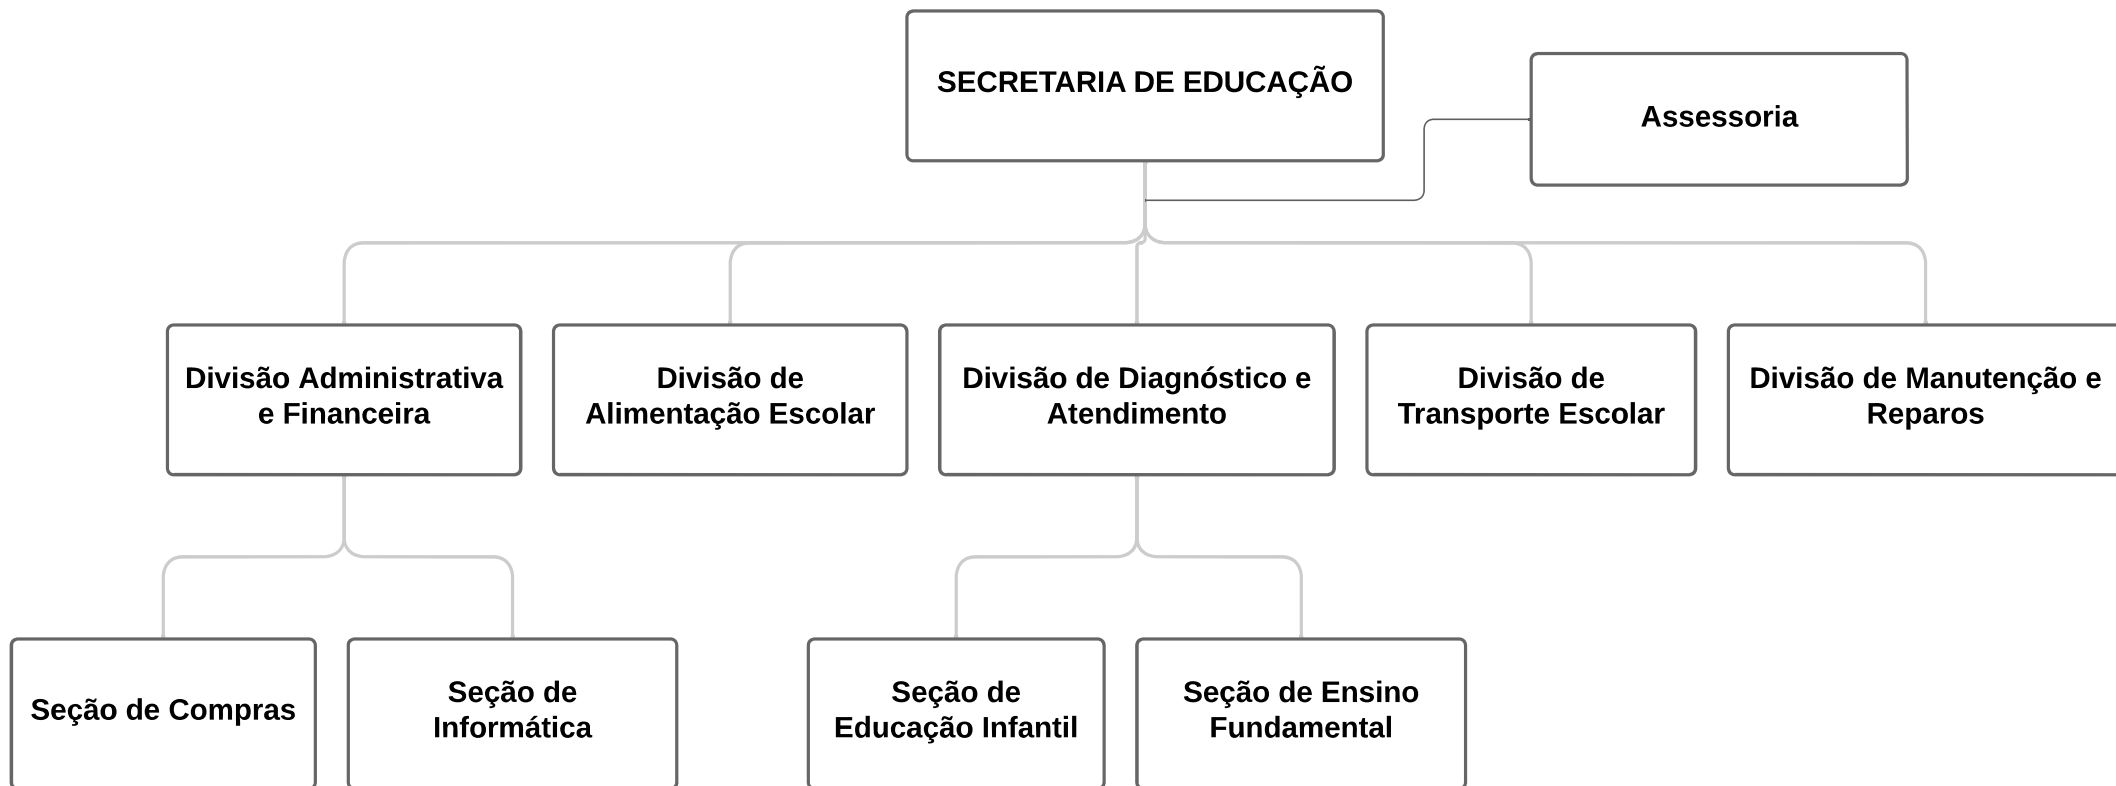 SECRETARIA DE EDUCAÇÃO
Assessoria
Divisão Administrativa
e Financeira
Divisão de
Alimentação Escolar
Divisão de Diagnóstico e
Atendimento
Divisão de
Transporte Escolar
Divisão de Manutenção e
Reparos
Seção de Compras
Seção de
Informática
Seção de
Educação Infantil
Seção de Ensino
Fundamental